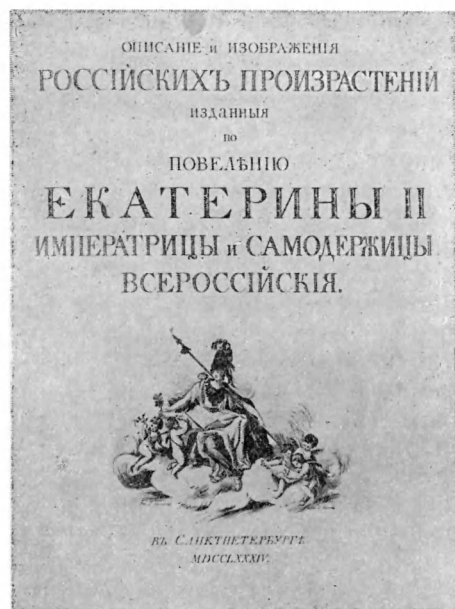 ОПИСАНІЕ и ИЗОБРАЖЕНІЯ
РОССІЙСКИХЪ ПРОИЗРАСТЕНІЙ
изданныя
по
ПОВЕЛѢНІЮ
ЕКАТЕРИНЫ II
ИМПЕРАТРИЦЫ и САМОДЕРЖИЦЫ
ВСЕРОССІЙСКІЯ.
ВЪ САНКТПЕТЕРБУРГѢ
MDCCLXXXIV.